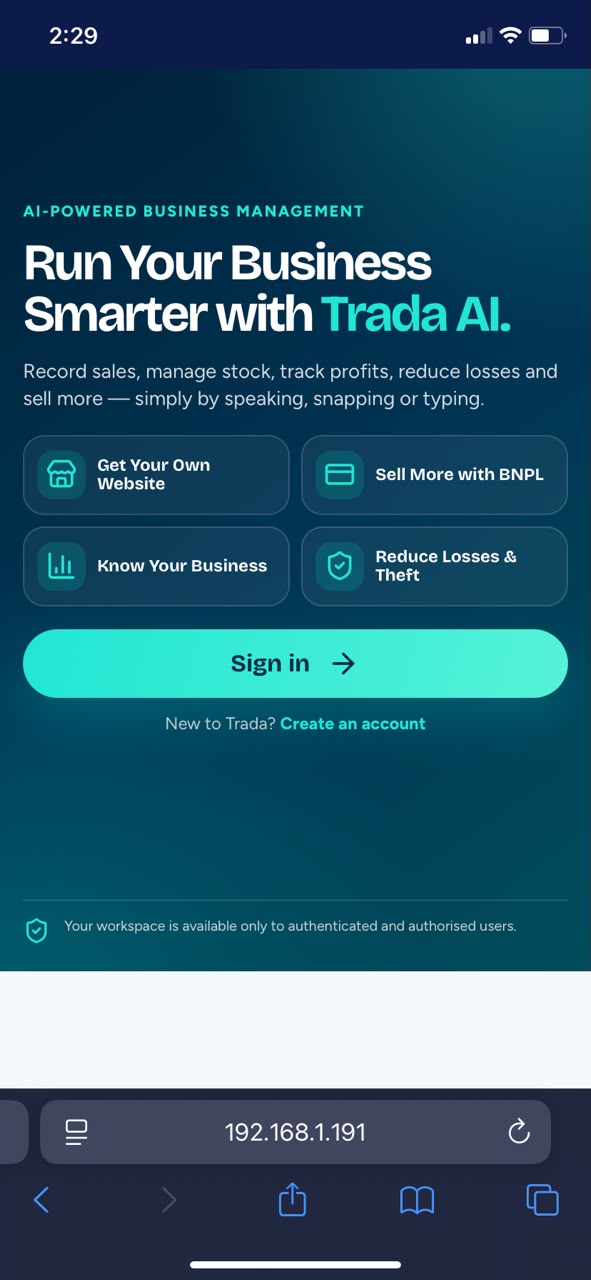 2:29
AI-POWERED BUSINESS MANAGEMENT
Run Your Business
Smarter with Trada AI.
Record sales, manage stock, track profits, reduce losses and
sell more — simply by speaking, snapping or typing.
Get Your Own
Website
Sell More with BNPL
Know Your Business
Reduce Losses &
Theft
Sign in
New to Trada? Create an account
Your workspace is available only to authenticated and authorised users.
192.168.1.191